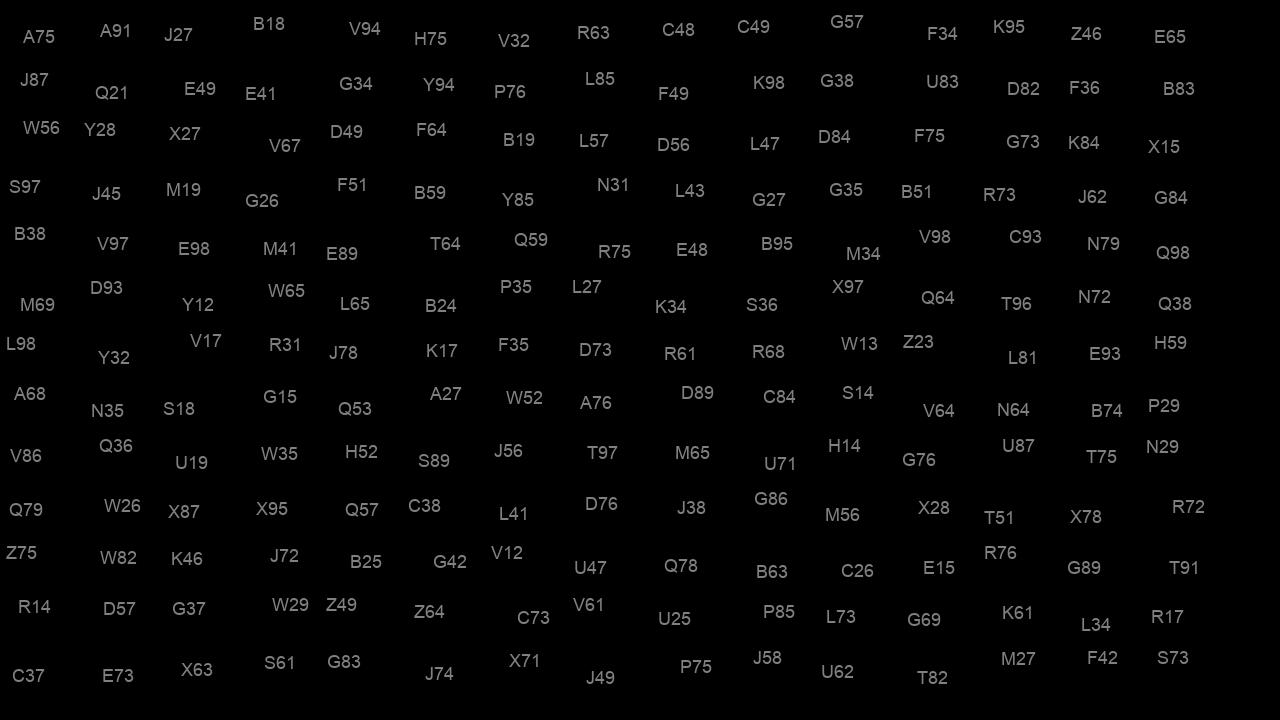 A75 A91 J27 B18 V94 H75 V32 R63 C48 C49 G57 F34 K95 Z46 E65
J87 Q21 E49 E41 G34 Y94 P76 L85 F49 K98 G38 U83 D82 F36 B83
W56 Y28 X27 V67 D49 F64 B19 L57 D56 L47 D84 F75 G73 K84 X15
S97 J45 M19 G26 F51 B59 Y85 N31 L43 G27 G35 B51 R73 J62 G84
B38 V97 E98 M41 E89 T64 Q59 R75 E48 B95 M34 V98 C93 N79 Q98
M69 D93 Y12 W65 L65 B24 P35 L27 K34 S36 X97 Q64 T96 N72 Q38
L98 Y32 V17 R31 J78 K17 F35 D73 R61 R68 W13 Z23 L81 E93 H59
A68 N35 S18 G15 Q53 A27 W52 A76 D89 C84 S14 V64 N64 B74 P29
V86 Q36 U19 W35 H52 S89 J56 T97 M65 U71 H14 G76 U87 T75 N29
Q79 W26 X87 X95 Q57 C38 L41 D76 J38 G86 M56 X28 T51 X78 R72
Z75 W82 K46 J72 B25 G42 V12 U47 Q78 B63 C26 E15 R76 G89 T91
R14 D57 G37 W29 Z49 Z64 C73 V61 U25 P85 L73 G69 K61 L34 R17
C37 E73 X63 S61 G83 J74 X71 J49 P75 J58 U62 T82 M27 F42 S73